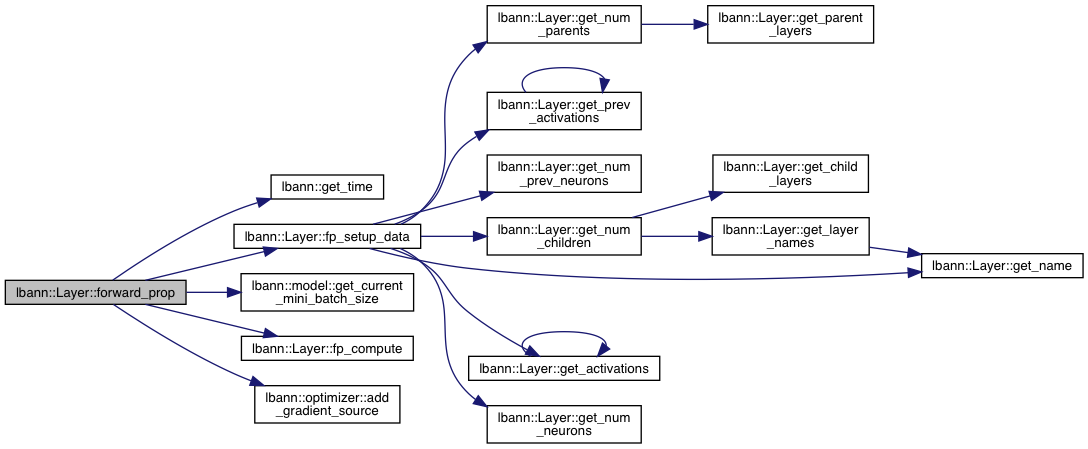 lbann::Layer::get_num
_parents
lbann::Layer::get_parent
_layers
lbann::Layer::get_prev
_activations
lbann::get_time
lbann::Layer::get_num
_prev_neurons
lbann::Layer::get_child
_layers
lbann::Layer::fp_setup_data
lbann::Layer::get_num
_children
lbann::Layer::get_layer
_names
lbann::Layer::get_name
lbann::Layer::forward_prop
lbann::model::get_current
_mini_batch_size
lbann::Layer::fp_compute
lbann::Layer::get_activations
lbann::optimizer::add
_gradient_source
lbann::Layer::get_num
_neurons